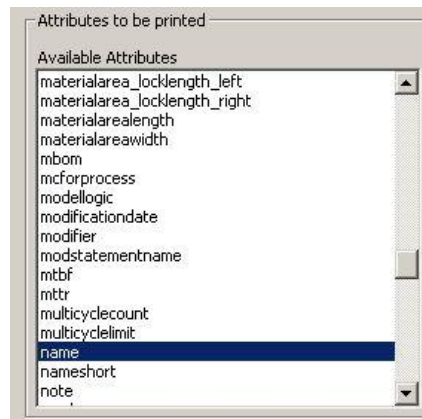 Attributes to be printed
Available Attributes
materialarea_locklength_left
materialarea_locklength_right
materialarealength
materialareawidth
mbom
mcforprocess
modellogic
modificationdate
modifier
modstatementname
mtbf
mttr
multicyclecount
multicyclelimit
name
nameshort
note